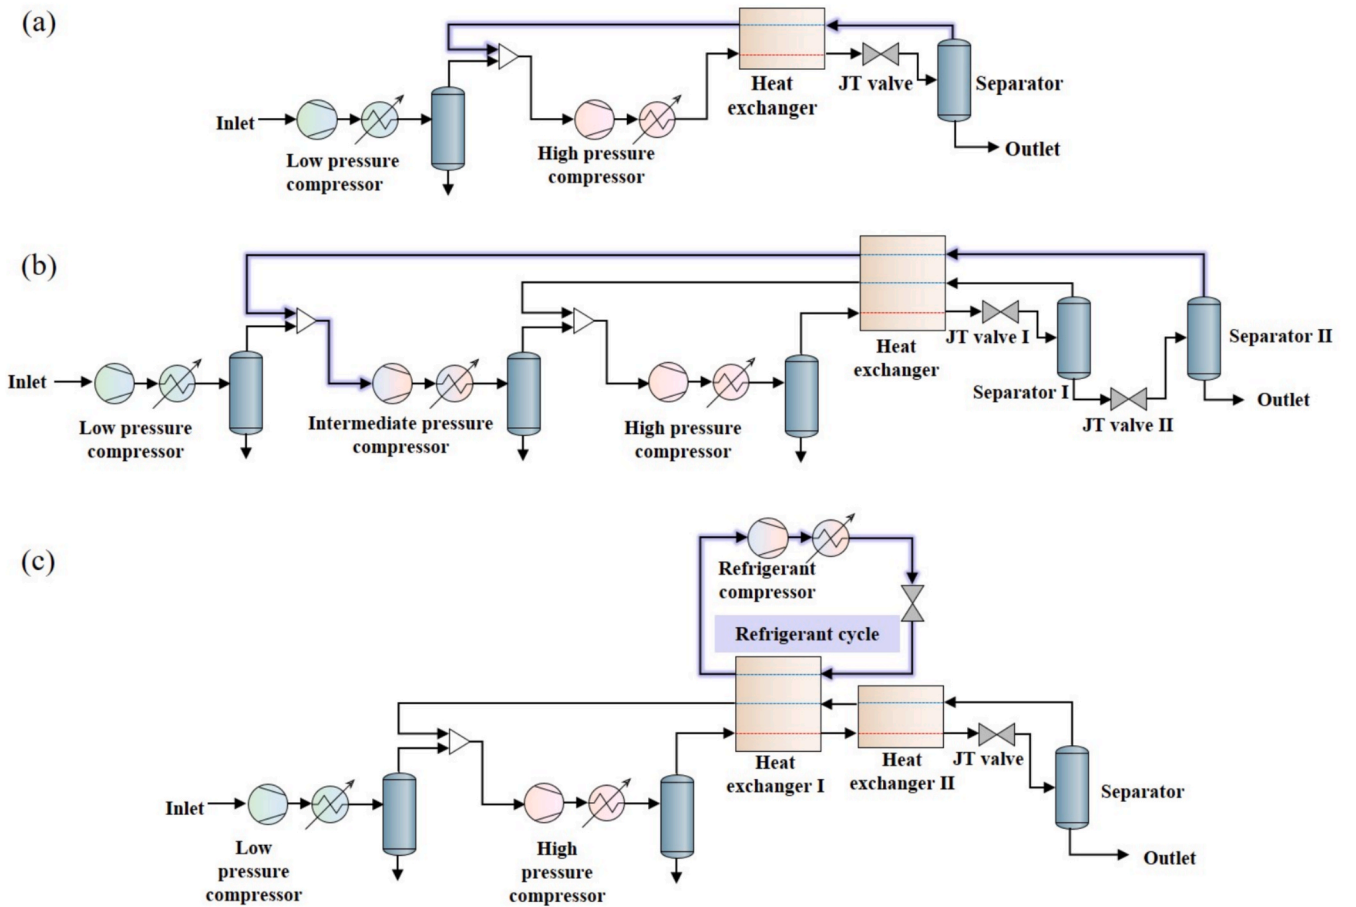 (a)
Heat
exchanger
JT valve
Separator
Inlet
Low pressure
compressor
High pressure
compressor
Outlet
(b)
Inlet
Low pressure
compressor
Intermediate pressure
compressor
High pressure
compressor
Heat
exchanger
JT valve I
Separator I
JT valve II
Separator II
Outlet
(c)
Refrigerant
compressor
Refrigerant cycle
Heat
exchanger I
Heat
exchanger II
JT valve
Separator
Inlet
Low
pressure
compressor
High
pressure
compressor
Outlet